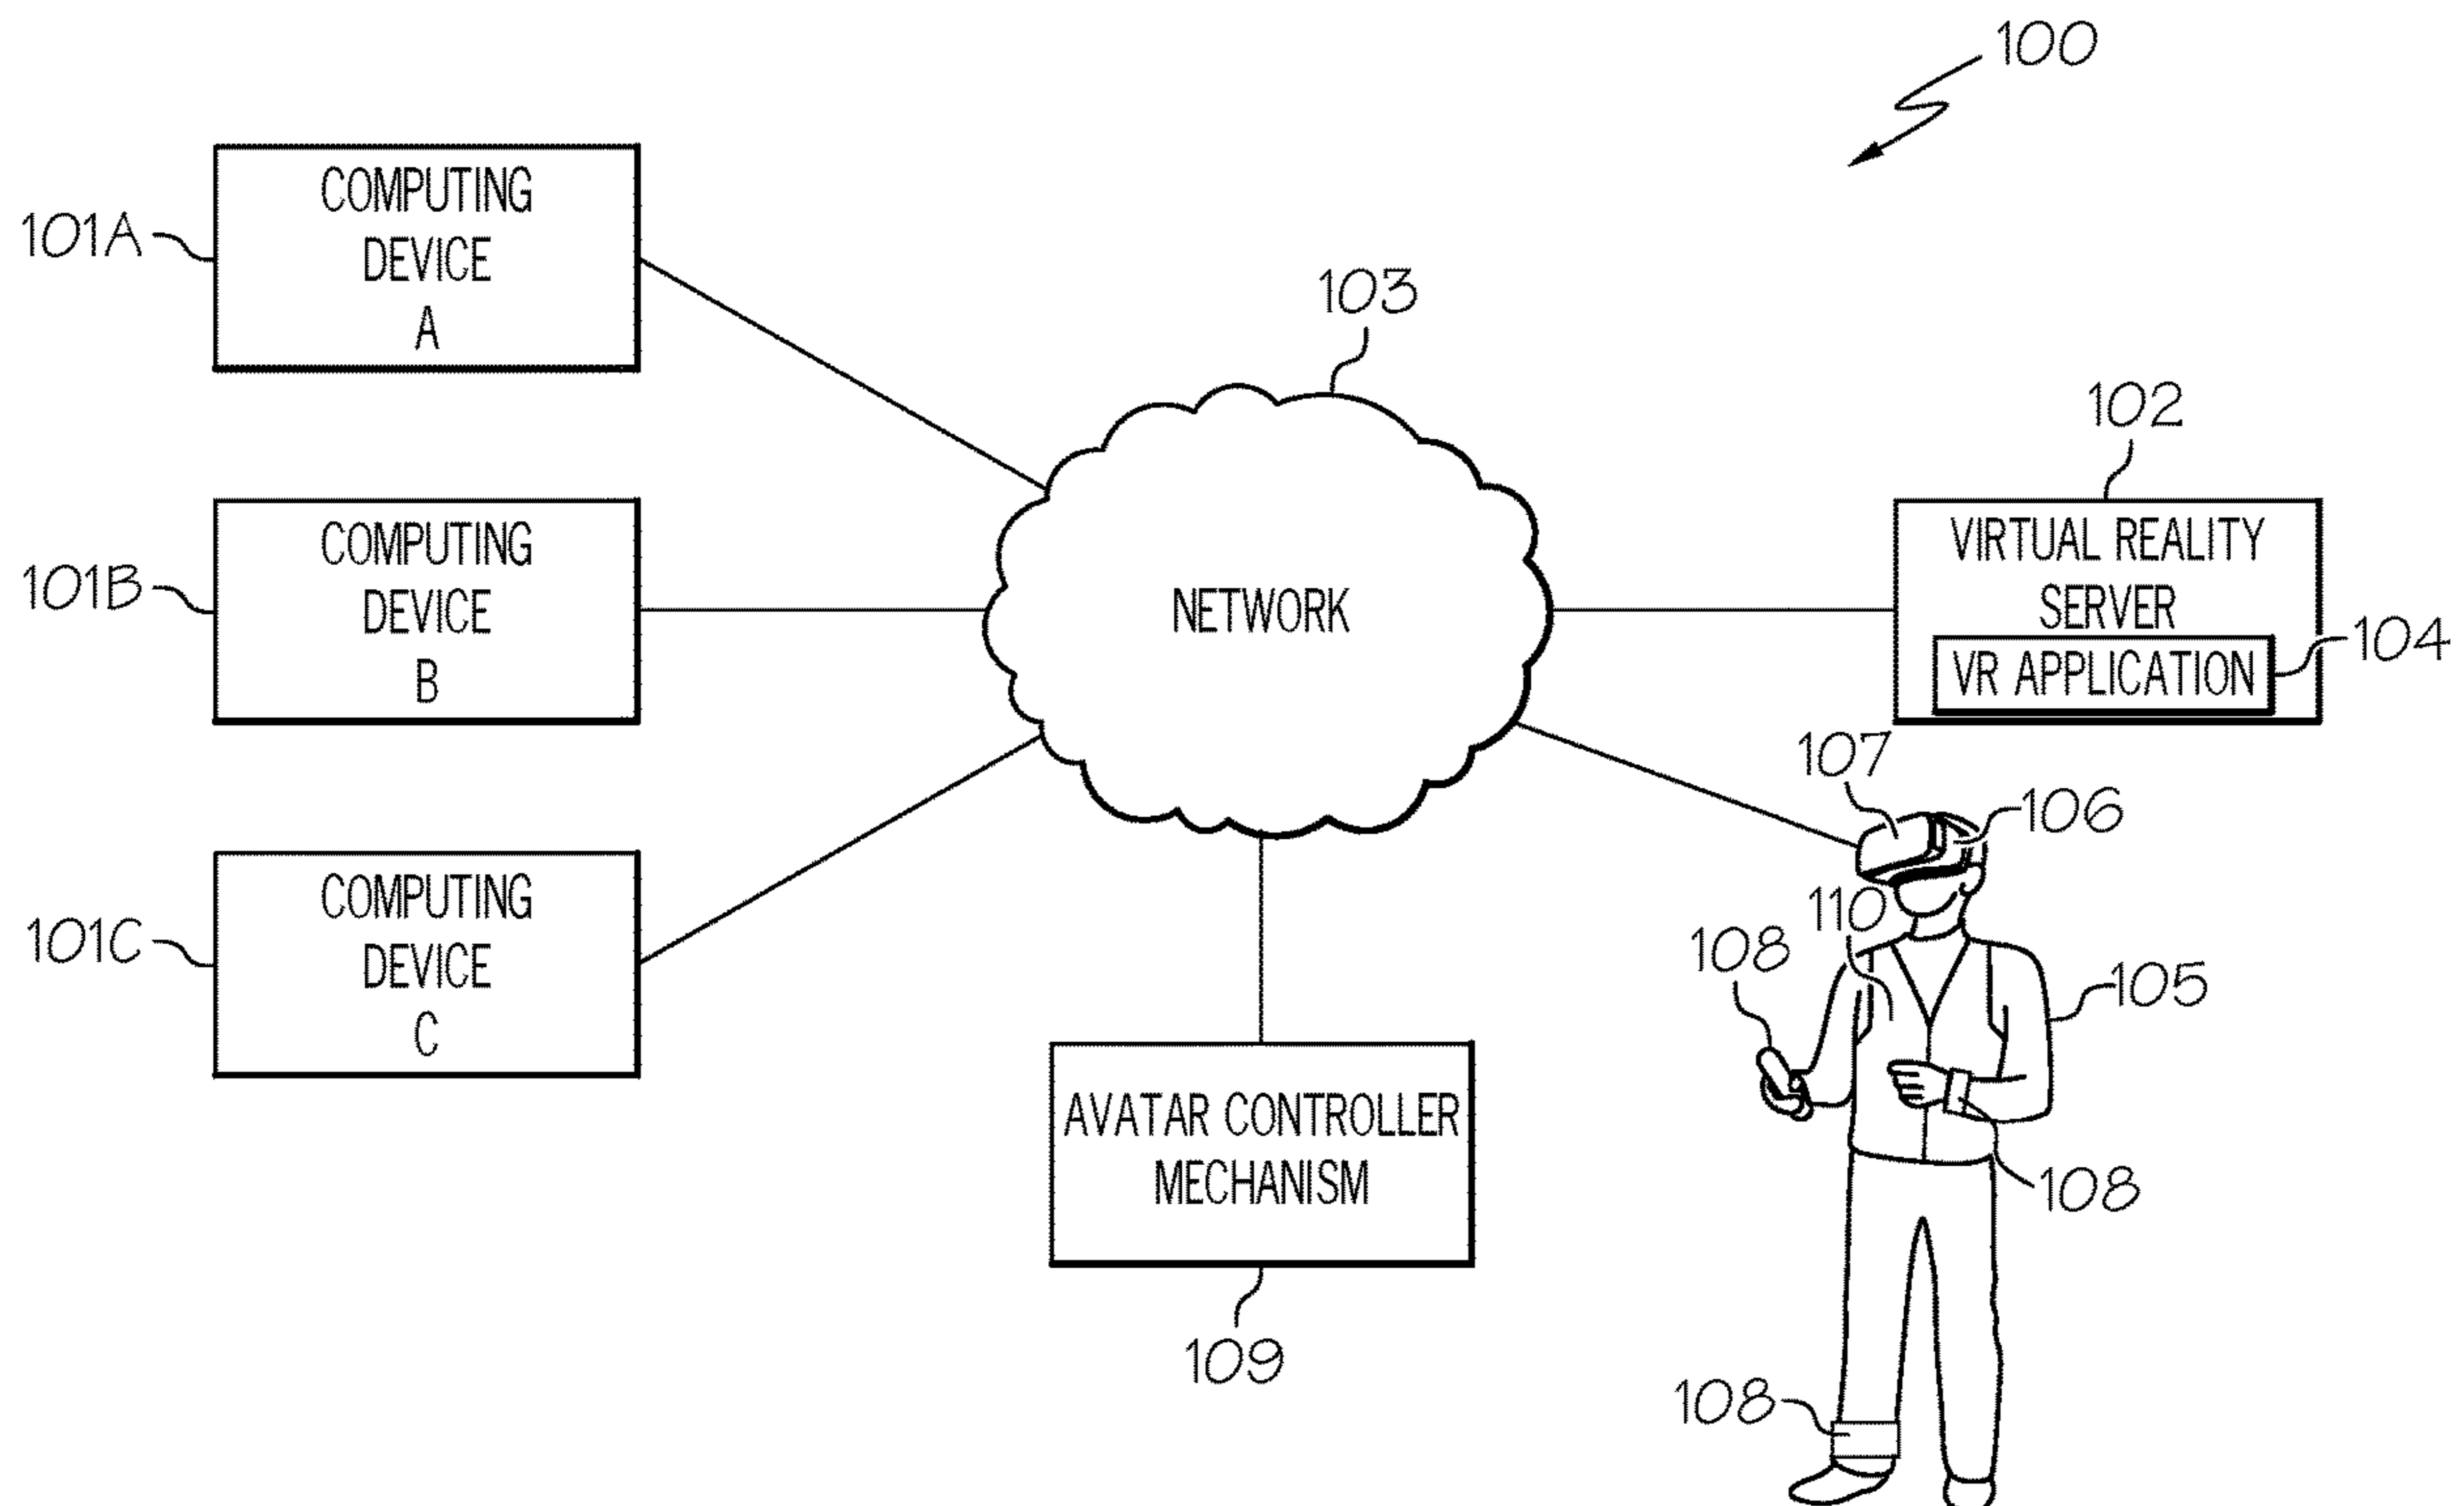 100
101A
COMPUTING
DEVICE
A
103
102
101B
COMPUTING
DEVICE
B
NETWORK
VIRTUAL REALITY
SERVER
VR APPLICATION
104
107
106
101C
COMPUTING
DEVICE
C
110
108
105
AVATAR CONTROLLER
MECHANISM
108
109
108